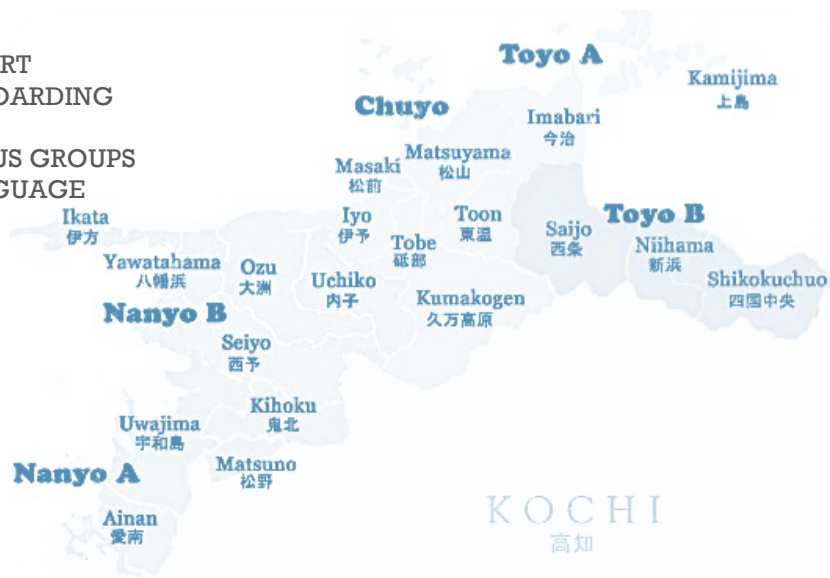 RT
OARDING
US GROUPS
GUAGE
Toyo A
Kamijima
上島
Chuyo
Imabari
今治
Matsuyama
松山
Masaki
松前
Ikata
伊方
Iyo
伊予
Toon
東温
Tobe
砥部
Saijo
西条
Toyo B
Niihama
新浜
Yawatahama
八幡浜
Ozu
大洲
Uchiko
内子
Shikokuchuo
四国中央
Kumakogen
久万高原
Nanyo B
Seiyo
西予
Kihoku
鬼北
Uwajima
宇和島
Matsuno
松野
Nanyo A
Ainan
愛南
KOCHI
高知